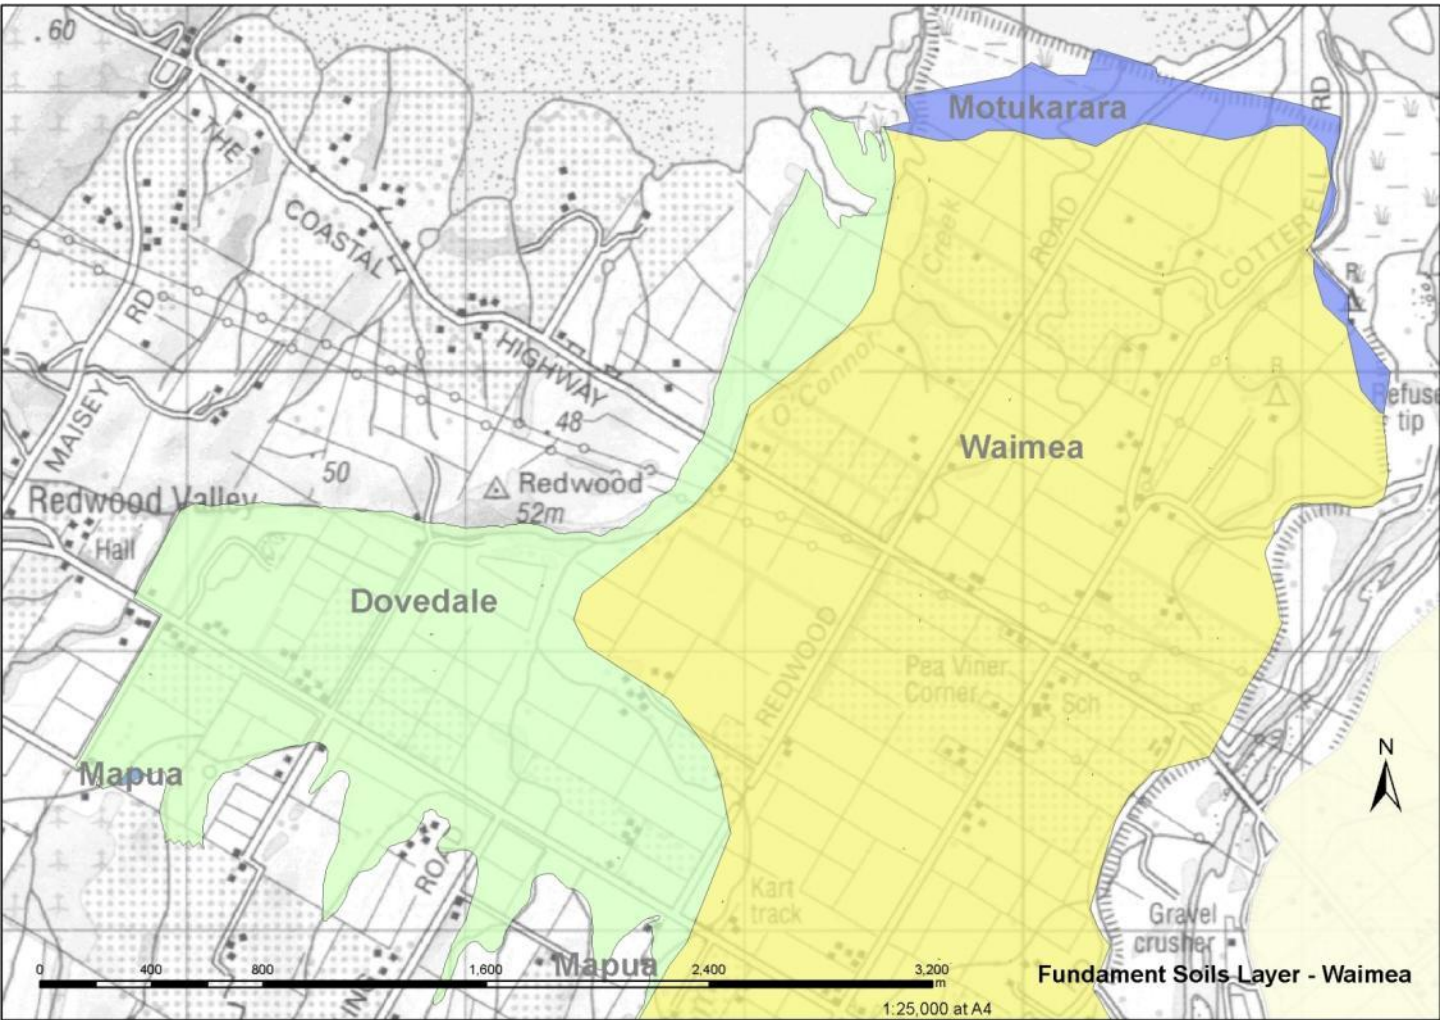 60
RD
Motukarara
THE
COASTAL
Creek
ROAD
COTTERELL
RD
R
MAISEY
HIGHWAY
O'Connor
R
Refuse
tip
48
Waimea
50
Redwood
52m
Redwood Valley
Hall
Dovedale
REDWOOD
Pea Viner
Corner
Sch
Mapua
N
Kart
track
Gravel
crusher
Mapua
0 400 800 1,600 2,400 3,200
m
1:25,000 at A4
Fundament Soils Layer - Waimea